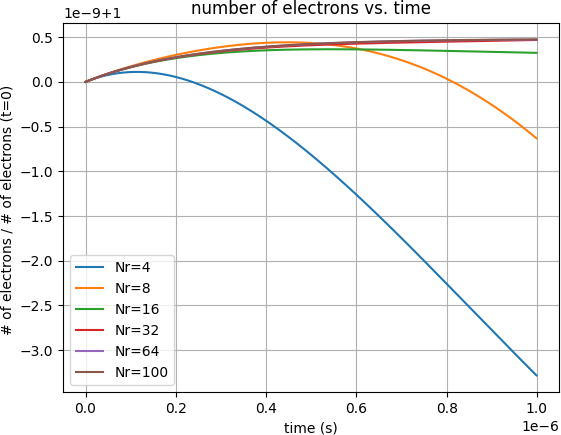 number of electrons vs. time
1e−9+1
0.5
0.0
−0.5
−1.0
−1.5
−2.0
−2.5
−3.0
# of electrons / # of electrons (t=0)
Nr=4
Nr=8
Nr=16
Nr=32
Nr=64
Nr=100
0.0 0.2 0.4 0.6 0.8 1.0
1e−6
time (s)